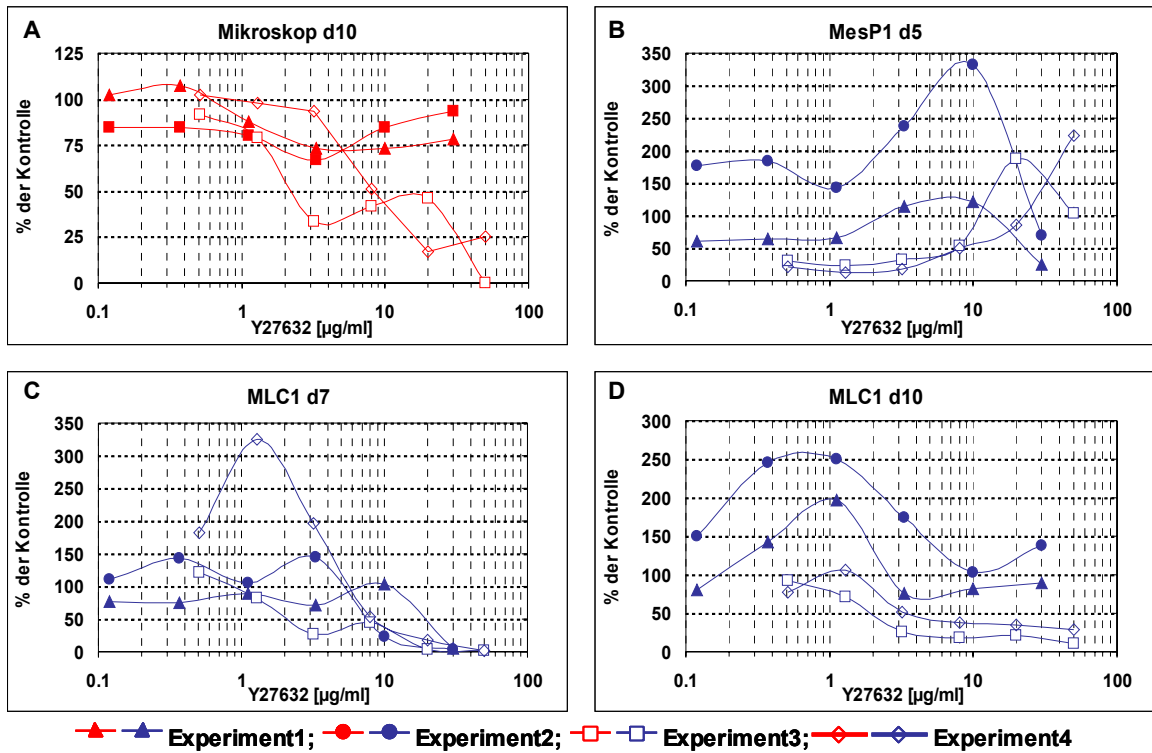 A
Mikroskop d10
% der Kontrolle
125
100
75
50
25
0
0.1 1 10 100
Y27632 [µg/ml]
B
MesP1 d5
% der Kontrolle
350
300
250
200
150
100
50
0
0.1 1 10 100
Y27632 [µg/ml]
C
MLC1 d7
% der Kontrolle
350
300
250
200
150
100
50
0
0.1 1 10 100
Y27632 [µg/ml]
D
MLC1 d10
% der Kontrolle
300
250
200
150
100
50
0
0.1 1 10 100
Y27632 [µg/ml]
Experiment1; Experiment2; Experiment3; Experiment4